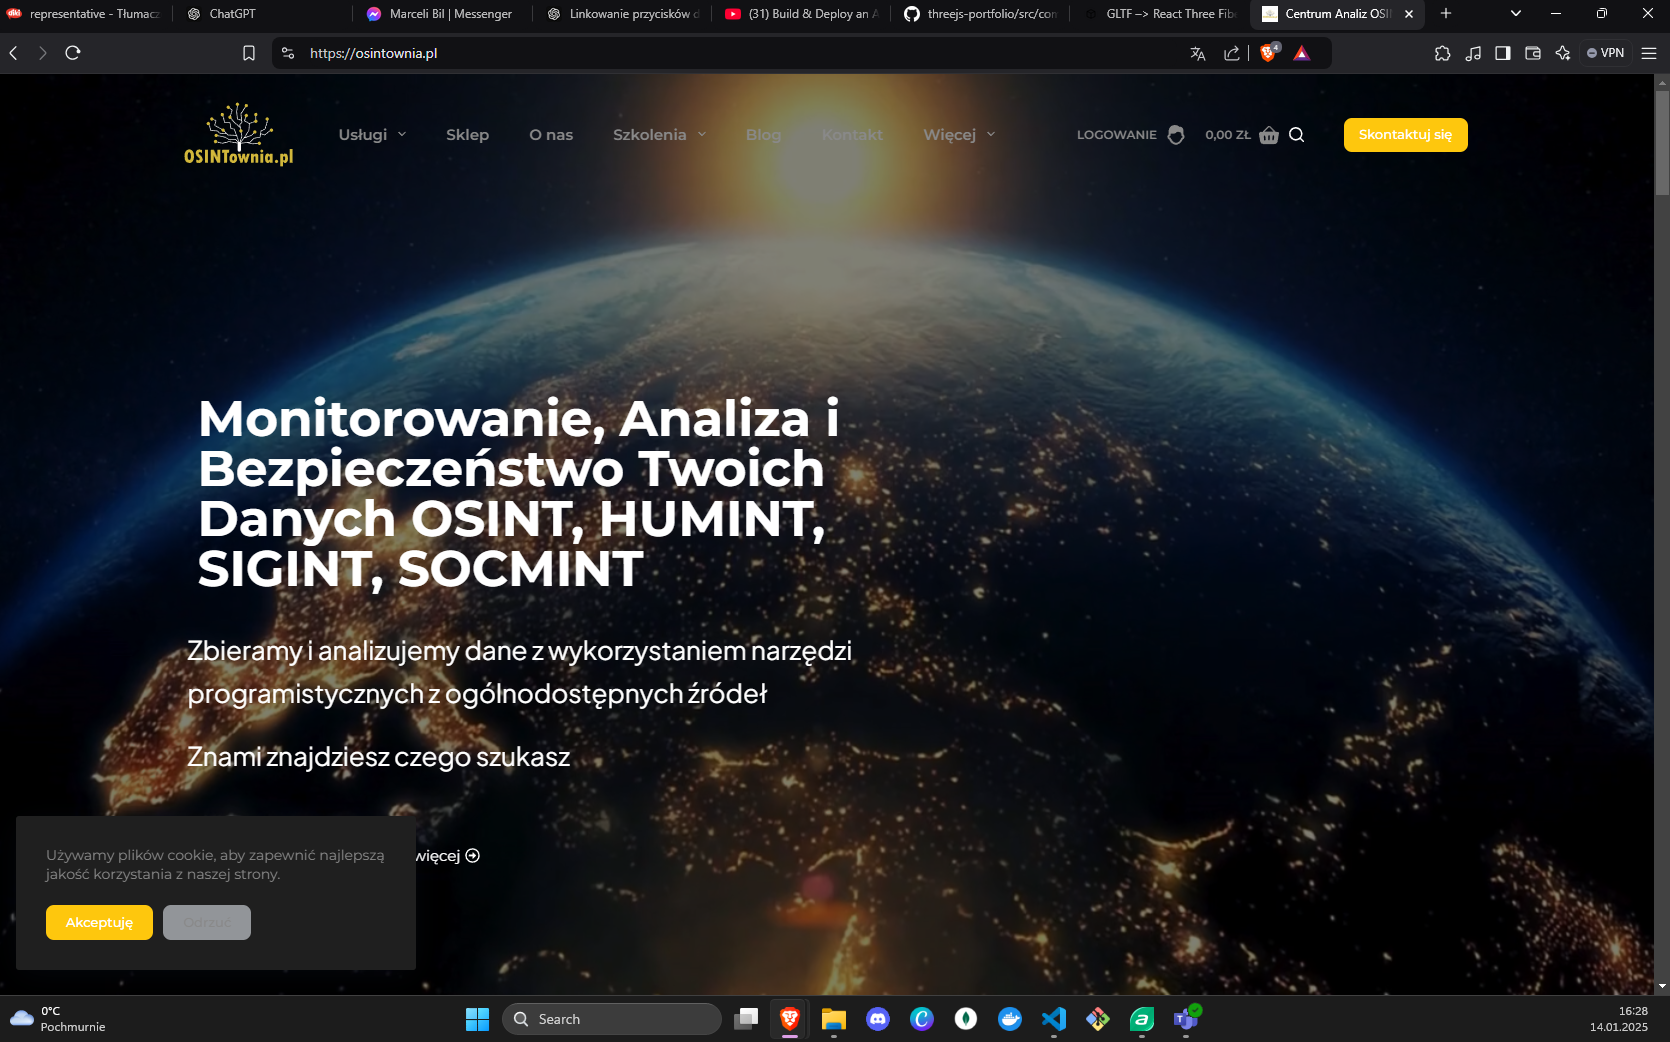 representative - Tłumacz
ChatGPT
Marceli Bil | Messenger
Linkowanie przycisków d
(31) Build & Deploy an A
threejs-portfolio/src/con
GLTF –> React Three Fibe
Centrum Analiz OSI
https://osintownia.pl
4
VPN
OSINTownia.pl
Usługi
Sklep
O nas
Szkolenia
Blog
Kontakt
Więcej
LOGOWANIE
0,00 ZŁ
Skontaktuj się
Monitorowanie, Analiza i
Bezpieczeństwo Twoich
Danych OSINT, HUMINT,
SIGINT, SOCMINT
Zbieramy i analizujemy dane z wykorzystaniem narzędzi
programistycznych z ogólnodostępnych źródeł
Znami znajdziesz czego szukasz
więcej
Używamy plików cookie, aby zapewnić najlepszą
jakość korzystania z naszej strony.
Akceptuję
Odrzuć
0°C
Pochmurnie
Search
16:28
14.01.2025